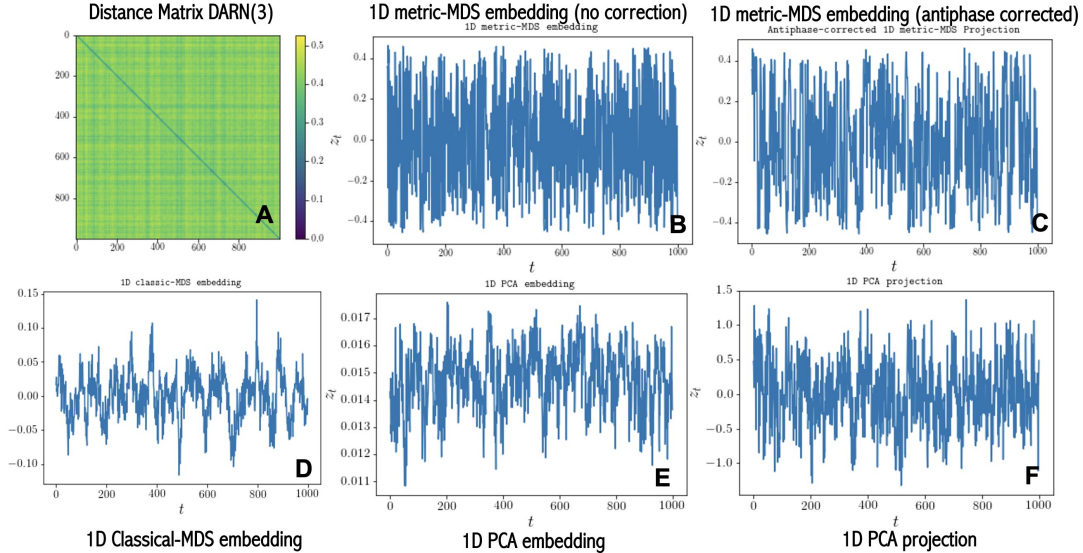 Distance Matrix DARN(3)
0
200
400
600
800
0 200 400 600 800
0.5
0.4
0.3
0.2
0.1
0.0
A
1D metric-MDS embedding (no correction)
1D metric-MDS embedding
0.4
0.2
0.0
−0.2
−0.4
z_t
0 200 400 600 800 1000
t
B
1D metric-MDS embedding (antiphase corrected)
Antiphase-corrected 1D metric-MDS Projection
0.4
0.2
0.0
−0.2
−0.4
z_t
0 200 400 600 800 1000
t
C
1D classic-MDS embedding
0.15
0.10
0.05
0.00
−0.05
−0.10
0 200 400 600 800 1000
t
D
1D Classical-MDS embedding
1D PCA embedding
0.017
0.016
0.015
0.014
0.013
0.012
0.011
z_t
0 200 400 600 800 1000
t
E
1D PCA embedding
1D PCA projection
1.5
1.0
0.5
0.0
−0.5
−1.0
z_t
0 200 400 600 800 1000
t
F
1D PCA projection